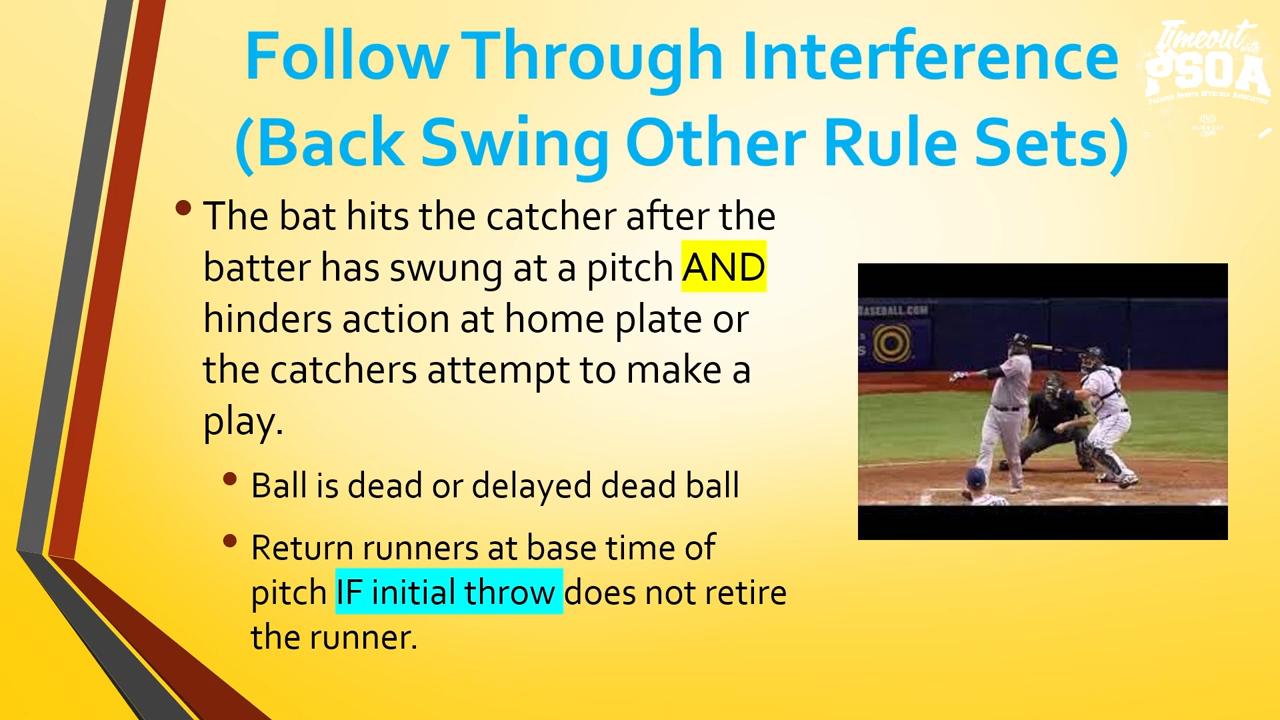 Follow Through Interference
(Back Swing Other Rule Sets)
Timeout with
PSOA
• The bat hits the catcher after the
batter has swung at a pitch AND
hinders action at home plate or
the catchers attempt to make a
play.
• Ball is dead or delayed dead ball
• Return runners at base time of
pitch IF initial throw does not retire
the runner.
BASEBALL.COM